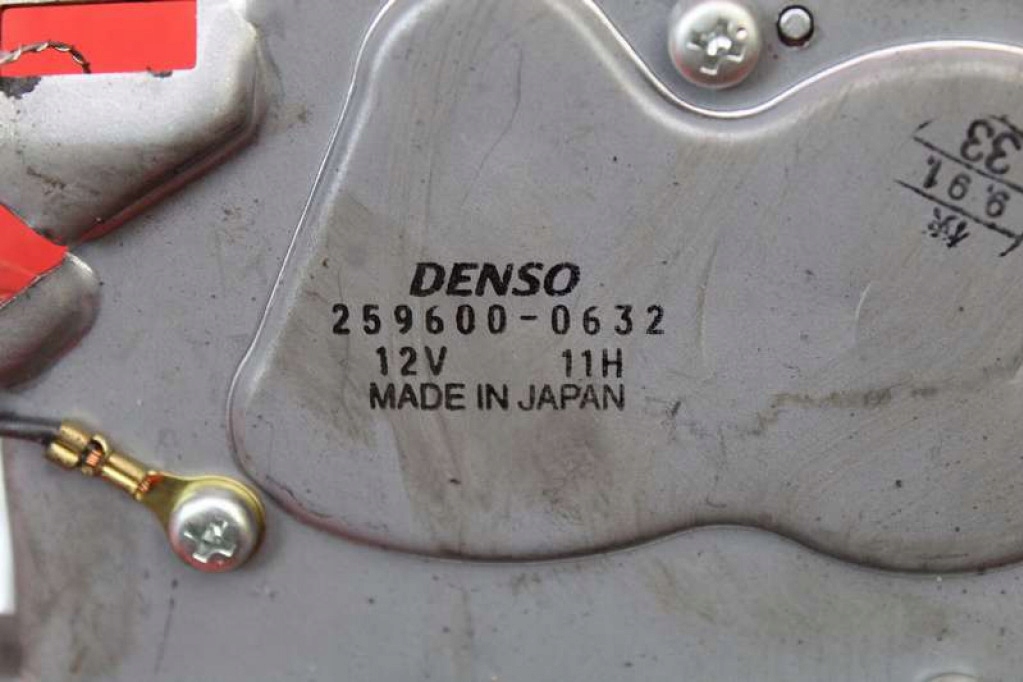 DENSO
259600-0632
12V 11H
MADE IN JAPAN